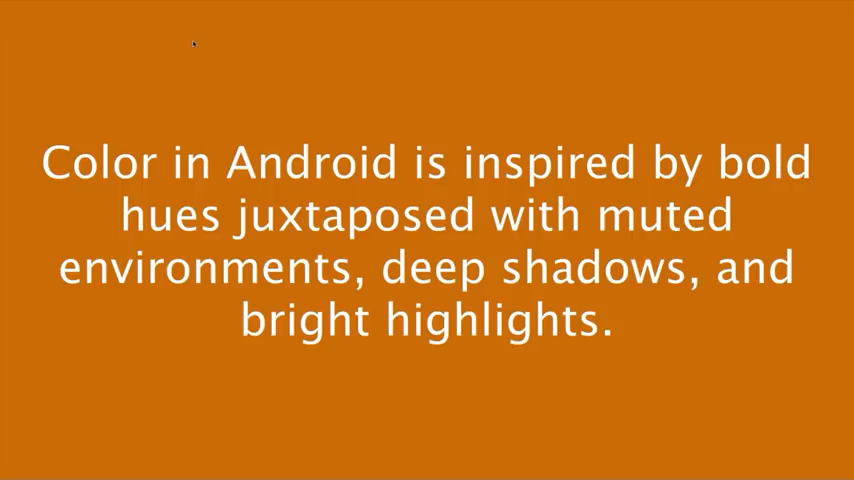 Color in Android is inspired by bold
hues juxtaposed with muted
environments, deep shadows, and
bright highlights.